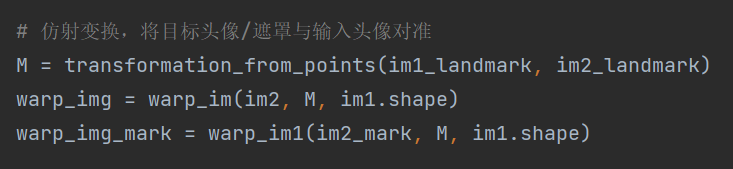 # 仿射变换，将目标头像/遮罩与输入头像对准
M = transformation_from_points(im1_landmark, im2_landmark)
warp_img = warp_im(im2, M, im1.shape)
warp_img_mark = warp_im1(im2_mark, M, im1.shape)